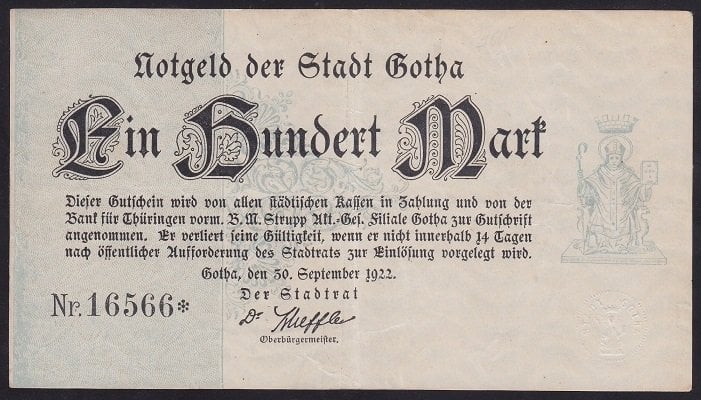 Notgeld der Stadt Gotha
Ein Hundert Mark
Dieser Gutschein wird von allen städtischen Kassen in Zahlung und von der
Bank für Thüringen vorm. B.M. Strupp Akt.-Ges. Filiale Gotha zur Gutschrift
angenommen. Er verliert seine Gültigkeit, wenn er nicht innerhalb 14 Tagen
nach öffentlicher Aufforderung des Stadtrats zur Einlösung vorgelegt wird.
Gotha, den 30. September 1922.
Der Stadtrat
Nr. 16566*
Dr Scheffler
Oberbürgermeister.